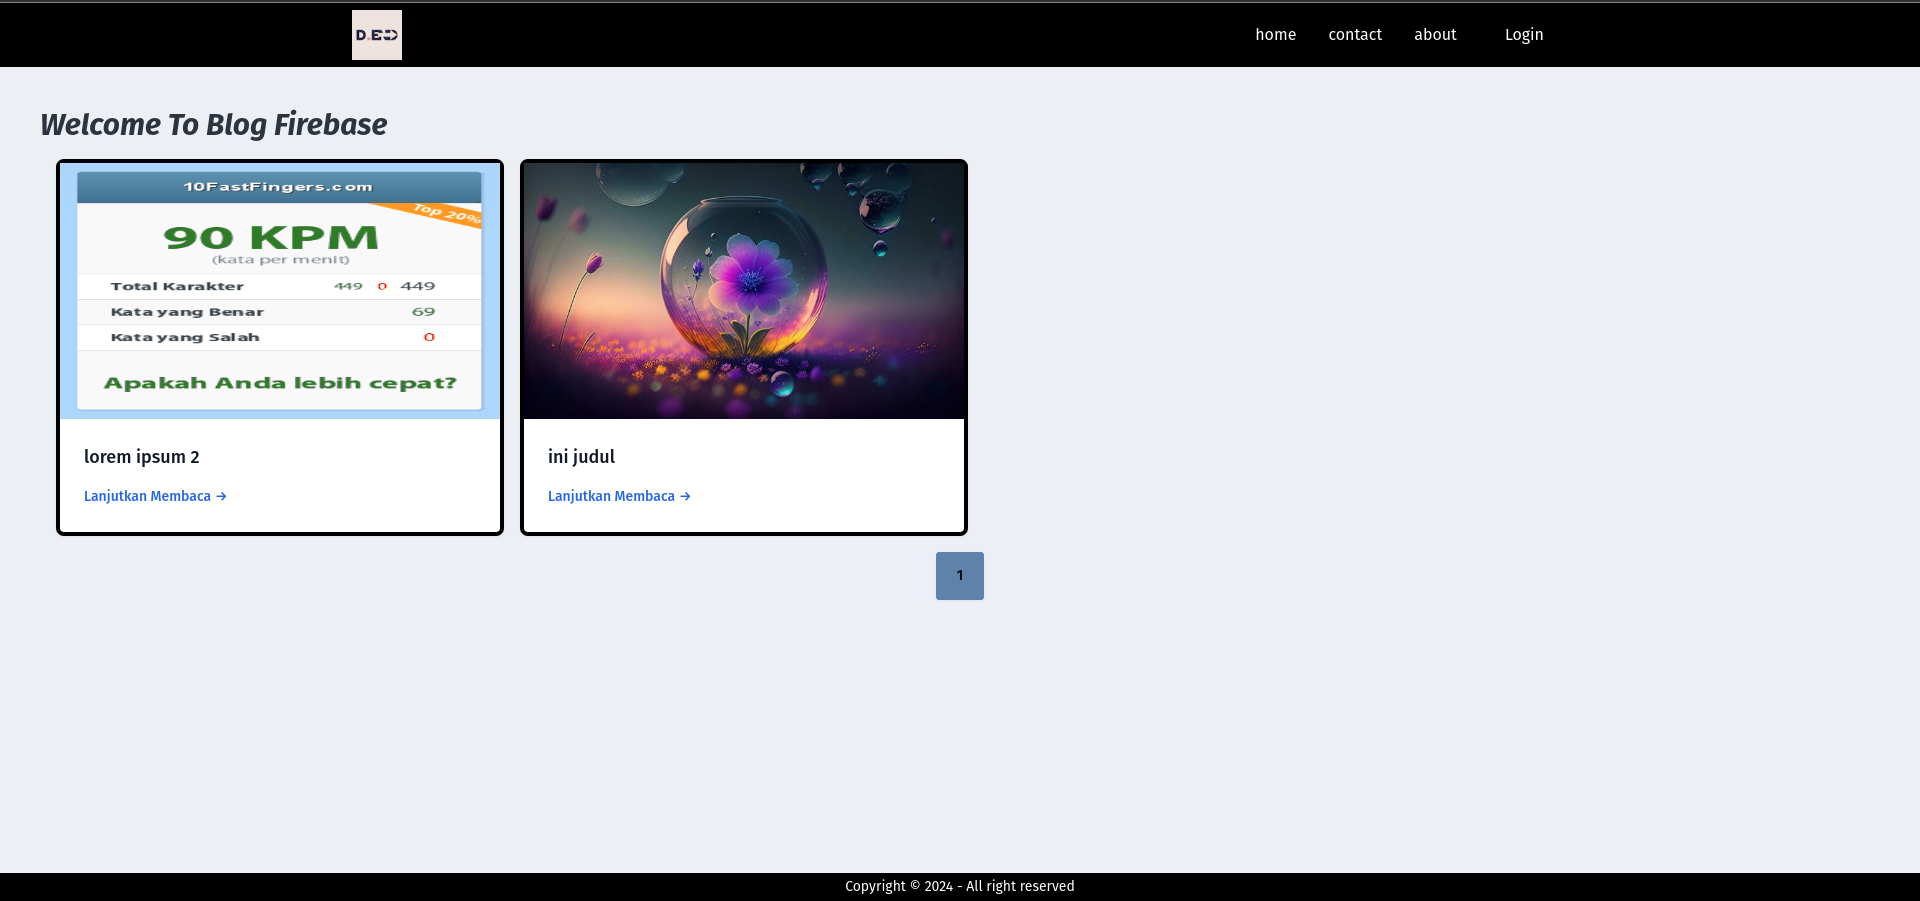 D.ED
home contact about Login
Welcome To Blog Firebase
10FastFingers.com
Top 20%
90 KPM
(kata per menit)
Total Karakter 449 0 449
Kata yang Benar 69
Kata yang Salah 0
Apakah Anda lebih cepat?
lorem ipsum 2
Lanjutkan Membaca →
ini judul
Lanjutkan Membaca →
1
Copyright © 2024 - All right reserved